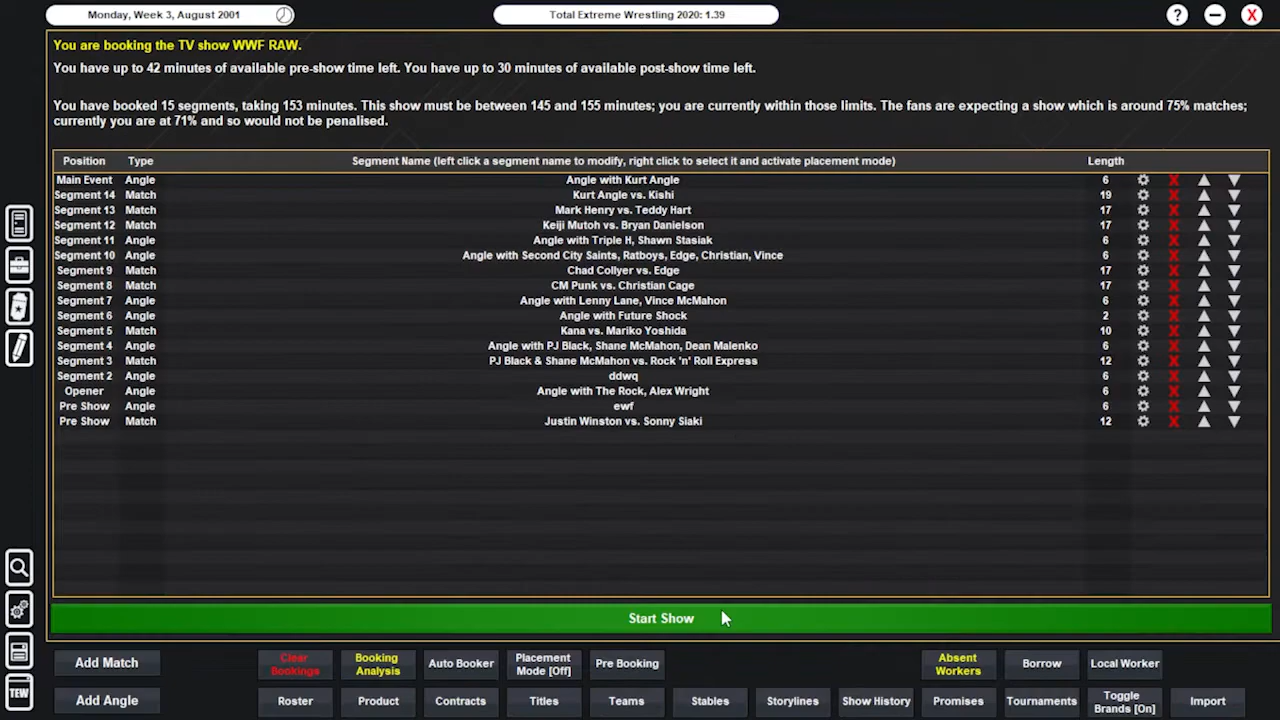 Monday, Week 3, August 2001
Total Extreme Wrestling 2020: 1.39
?
X
You are booking the TV show WWF RAW.
You have up to 42 minutes of available pre-show time left. You have up to 30 minutes of available post-show time left.
You have booked 15 segments, taking 153 minutes. This show must be between 145 and 155 minutes; you are currently within those limits. The fans are expecting a show which is around 75% matches;
currently you are at 71% and so would not be penalised.
Position Type Segment Name (left click a segment name to modify, right click to select it and activate placement mode) Length
Main Event Angle Angle with Kurt Angle 6 X
Segment 14 Match Kurt Angle vs. Kishi 19 X
Segment 13 Match Mark Henry vs. Teddy Hart 17 X
Segment 12 Match Keiji Mutoh vs. Bryan Danielson 17 X
Segment 11 Angle Angle with Triple H, Shawn Stasiak 6 X
Segment 10 Angle Angle with Second City Saints, Ratboys, Edge, Christian, Vince 6 X
Segment 9 Match Chad Collyer vs. Edge 17 X
Segment 8 Match CM Punk vs. Christian Cage 17 X
Segment 7 Angle Angle with Lenny Lane, Vince McMahon 6 X
Segment 6 Angle Angle with Future Shock 2 X
Segment 5 Match Kana vs. Mariko Yoshida 10 X
Segment 4 Angle Angle with PJ Black, Shane McMahon, Dean Malenko 6 X
Segment 3 Match PJ Black & Shane McMahon vs. Rock 'n' Roll Express 12 X
Segment 2 Angle ddwq 6 X
Opener Angle Angle with The Rock, Alex Wright 6 X
Pre Show Angle ewf 6 X
Pre Show Match Justin Winston vs. Sonny Siaki 12 X
Start Show
Add Match
Clear Bookings
Booking Analysis
Auto Booker
Placement Mode [Off]
Pre Booking
Absent Workers
Borrow
Local Worker
TEW
Add Angle
Roster
Product
Contracts
Titles
Teams
Stables
Storylines
Show History
Promises
Tournaments
Toggle Brands [On]
Import